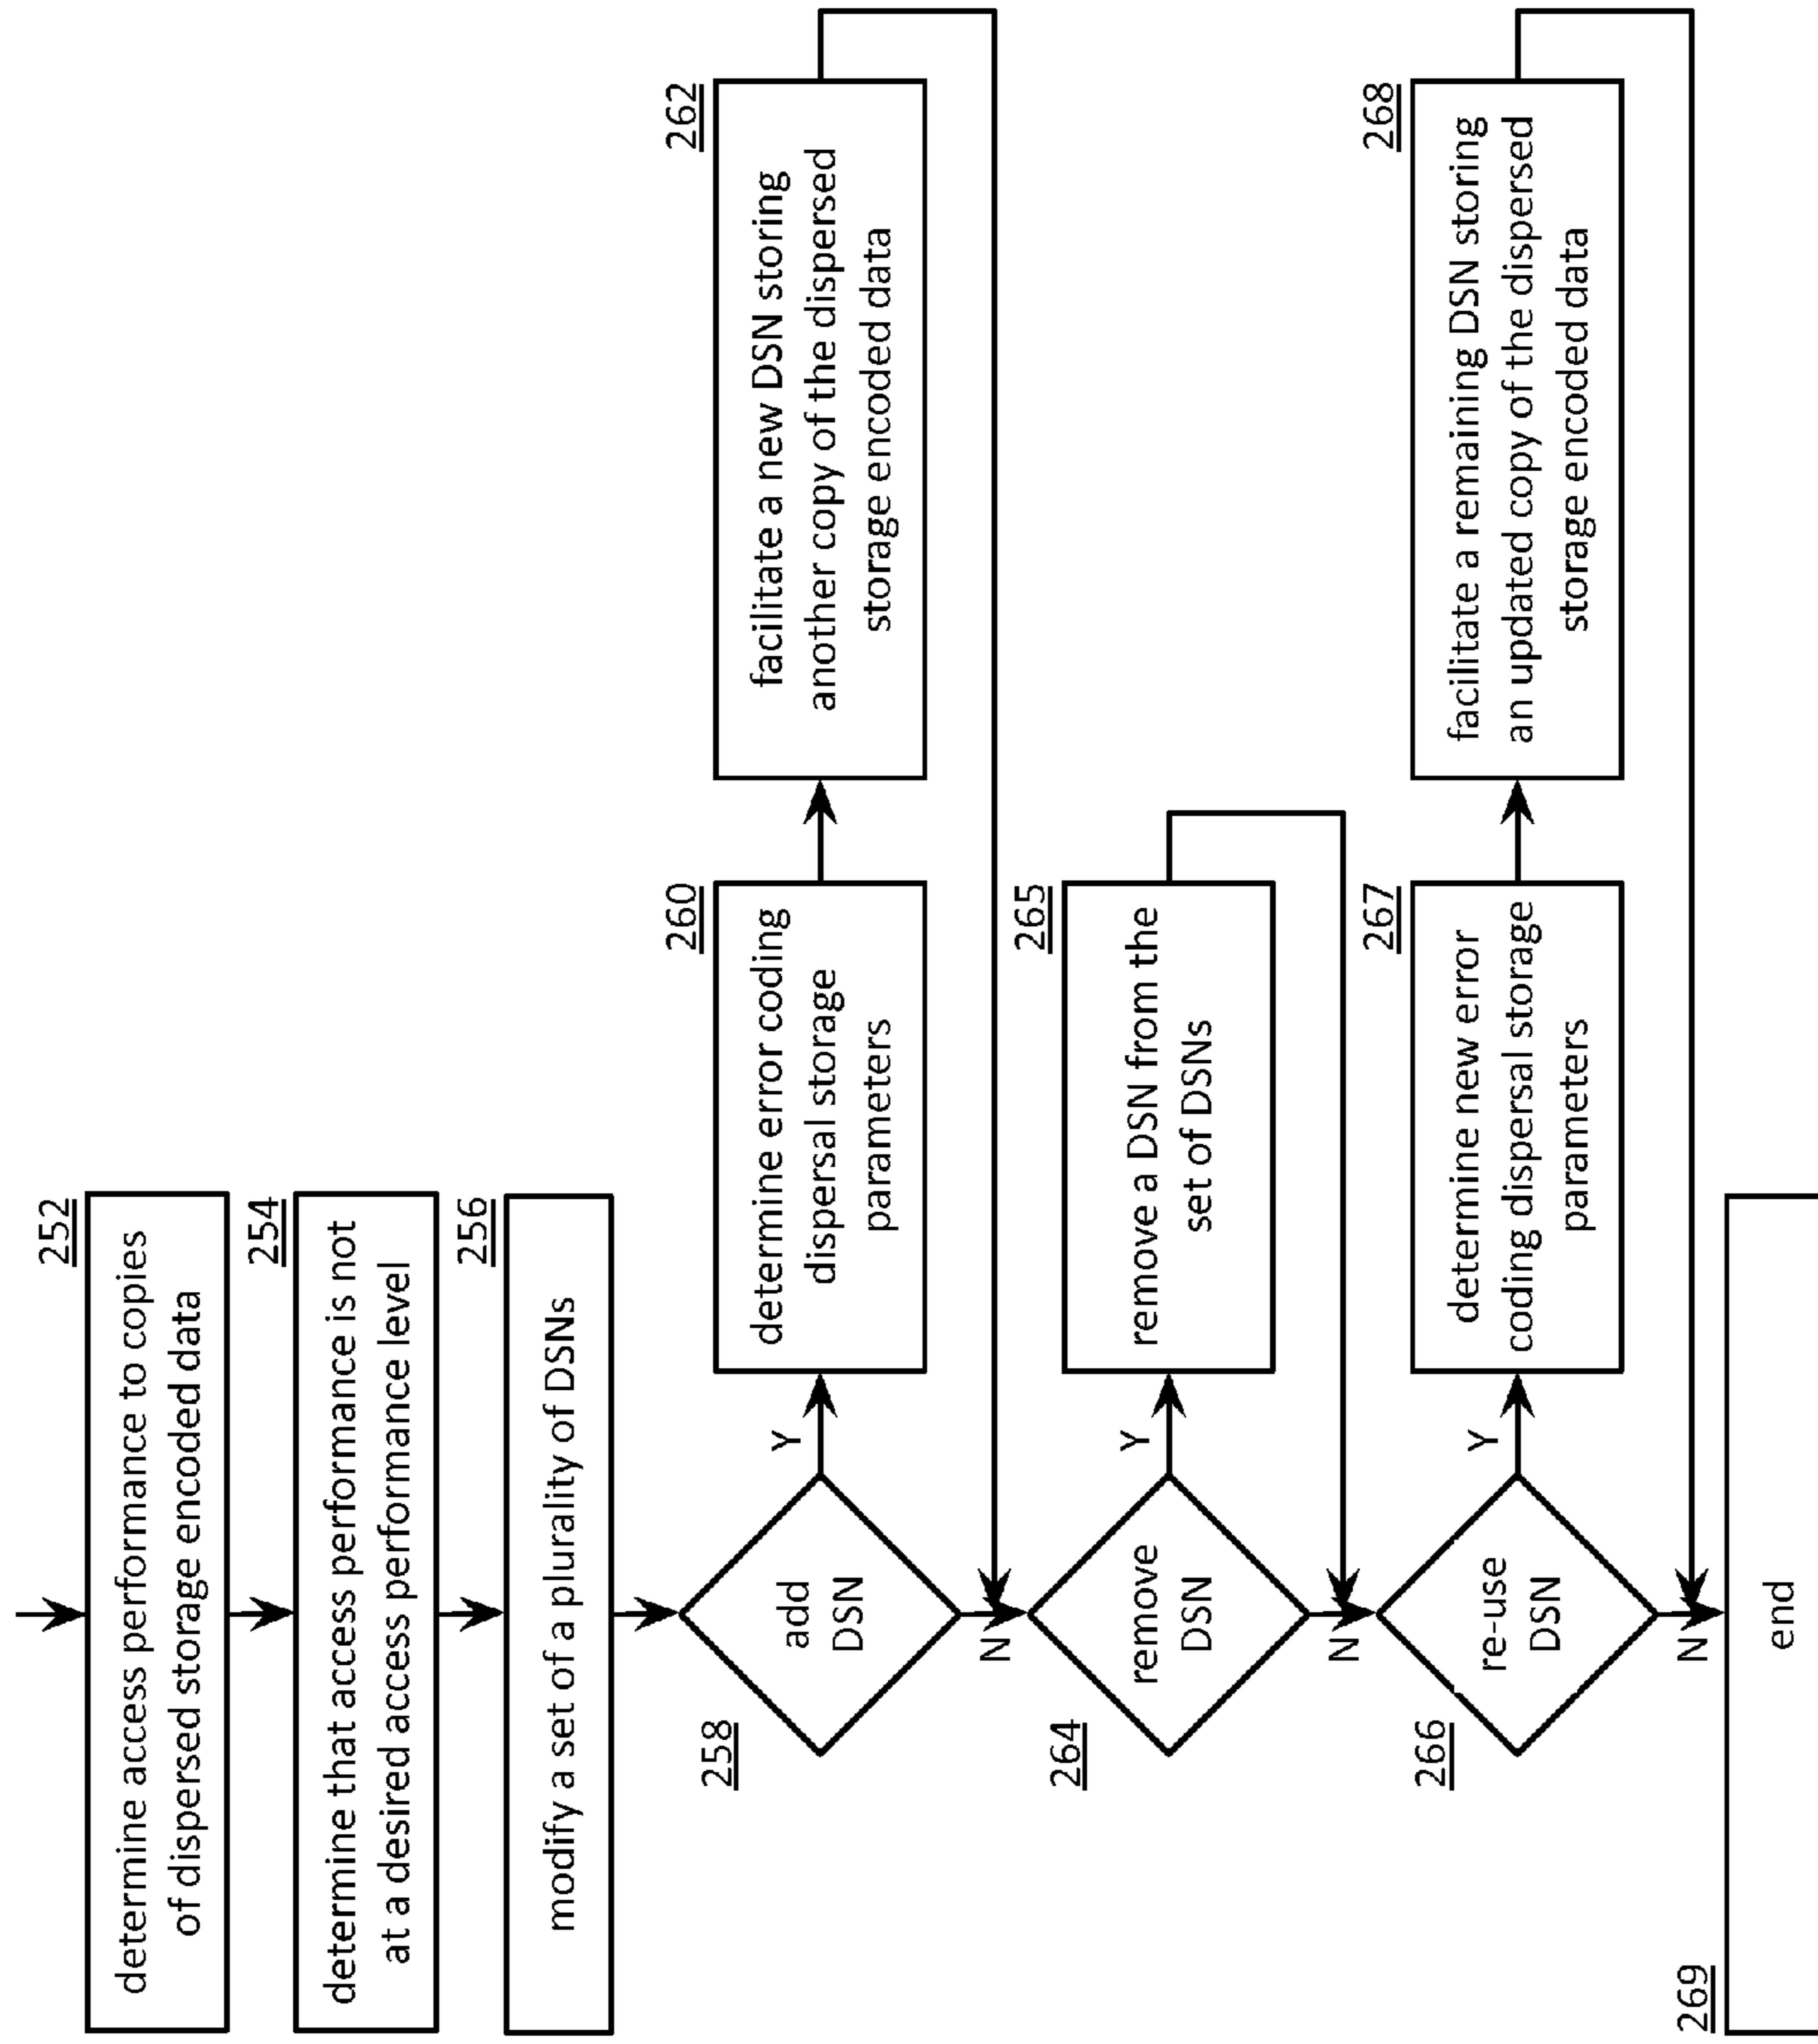 252
determine access performance to copies
of dispersed storage encoded data
254
determine that access performance is not
at a desired access performance level
256
modify a set of a plurality of DSNs
258
add
DSN
Y
N
260
determine error coding
dispersal storage
parameters
262
facilitate a new DSN storing
another copy of the dispersed
storage encoded data
264
remove
DSN
Y
N
265
remove a DSN from the
set of DSNs
266
re-use
DSN
Y
N
267
determine new error
coding dispersal storage
parameters
268
facilitate a remaining DSN storing
an updated copy of the dispersed
storage encoded data
269
end